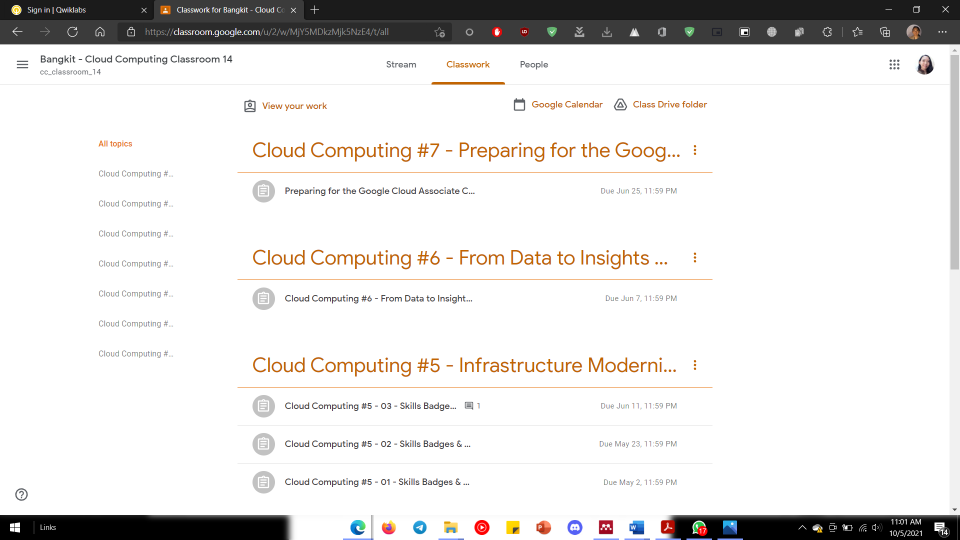 Sign in | Qwiklabs
Classwork for Bangkit - Cloud Co
https://classroom.google.com/u/2/w/MjY5MDkzMjk5NzE4/t/all
Bangkit - Cloud Computing Classroom 14
cc_classroom_14
Stream
Classwork
People
View your work
Google Calendar
Class Drive folder
All topics
Cloud Computing #...
Cloud Computing #...
Cloud Computing #...
Cloud Computing #...
Cloud Computing #...
Cloud Computing #...
Cloud Computing #...
Cloud Computing #7 - Preparing for the Goog...
Preparing for the Google Cloud Associate C...
Due Jun 25, 11:59 PM
Cloud Computing #6 - From Data to Insights ...
Cloud Computing #6 - From Data to Insight...
Due Jun 7, 11:59 PM
Cloud Computing #5 - Infrastructure Moderni...
Cloud Computing #5 - 03 - Skills Badge...
1
Due Jun 11, 11:59 PM
Cloud Computing #5 - 02 - Skills Badges & ...
Due May 23, 11:59 PM
Cloud Computing #5 - 01 - Skills Badges & ...
Due May 2, 11:59 PM
Links
17
11:01 AM
10/5/2021
14